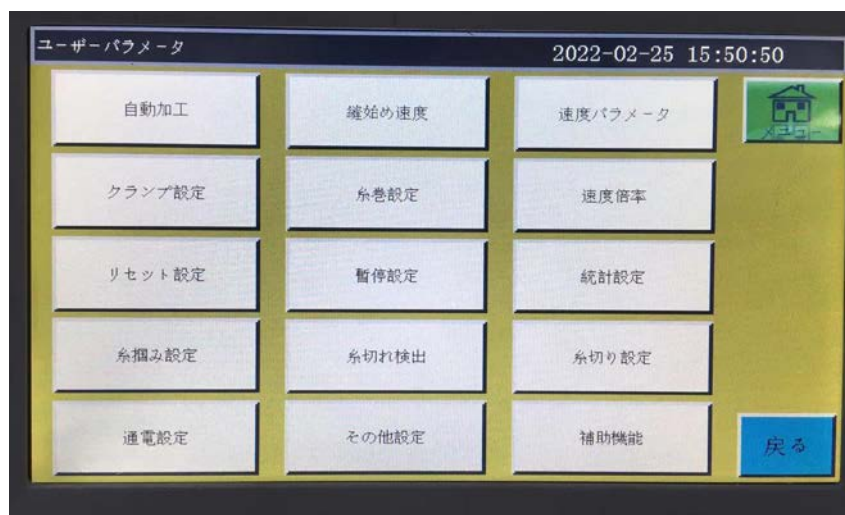 ユーザーパラメータ 2022-02-25 15:50:50
自動加工 縫始め速度 速度パラメータ
メニュー
クランプ設定 糸巻設定 速度倍率
リセット設定 暫停設定 統計設定
糸掴み設定 糸切れ検出 糸切り設定
通電設定 その他設定 補助機能
戻る